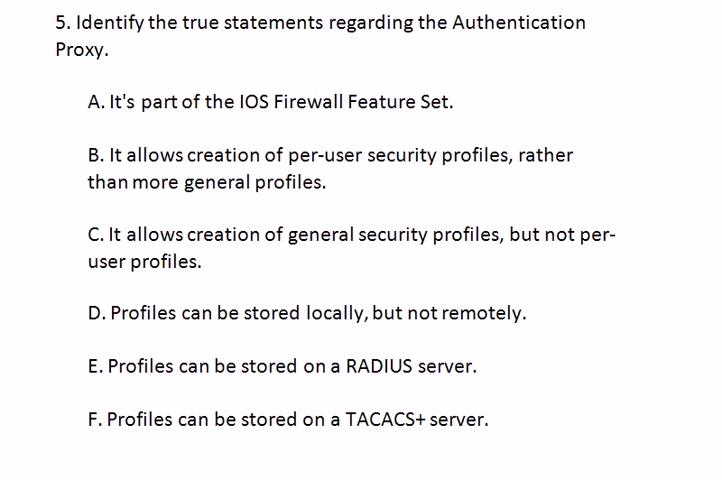 5. Identify the true statements regarding the Authentication
Proxy.
A. It's part of the IOS Firewall Feature Set.
B. It allows creation of per-user security profiles, rather
than more general profiles.
C. It allows creation of general security profiles, but not per-
user profiles.
D. Profiles can be stored locally, but not remotely.
E. Profiles can be stored on a RADIUS server.
F. Profiles can be stored on a TACACS+ server.